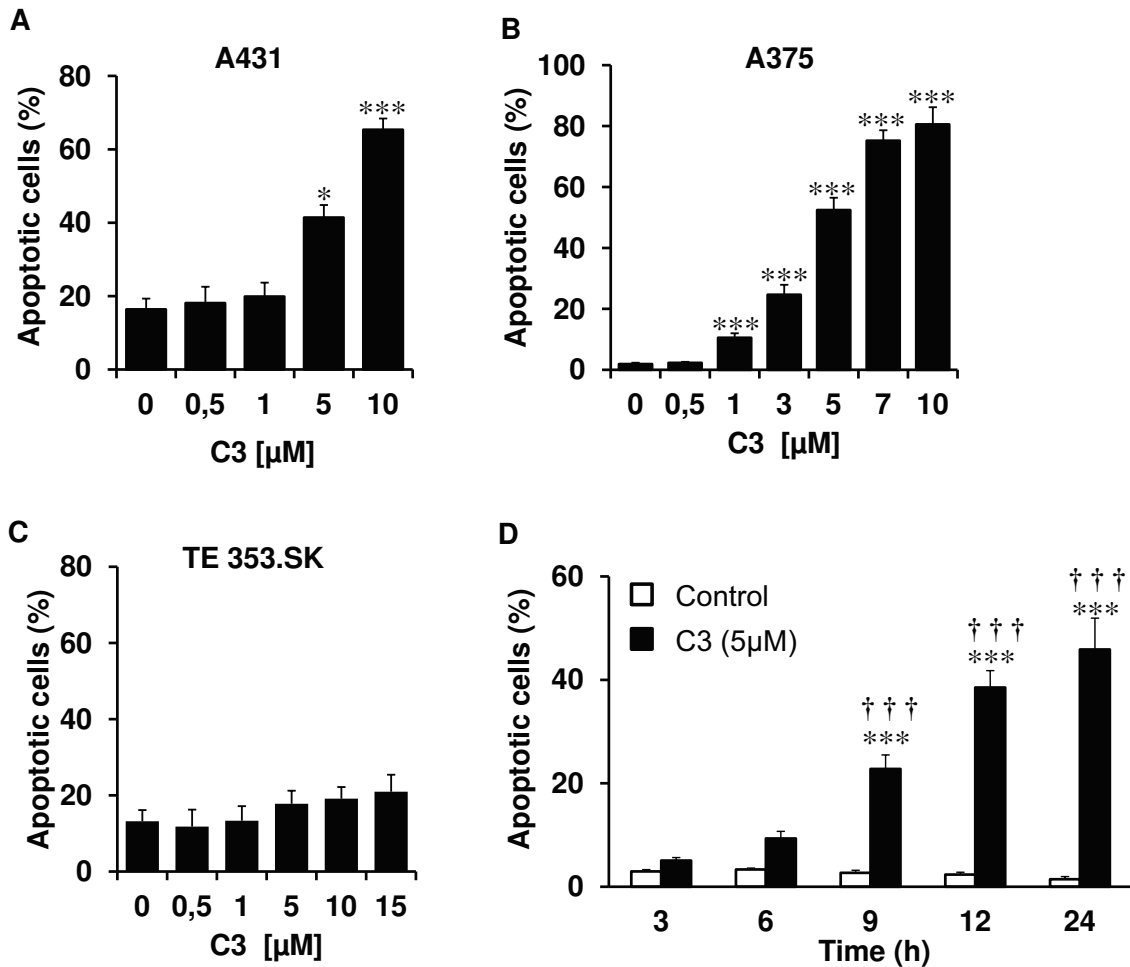 A
A431
Apoptotic cells (%)
80
60
40
20
0
*
***
0 0,5 1 5 10
C3 [µM]
B
A375
Apoptotic cells (%)
100
80
60
40
20
0
*** *** *** *** ***
0 0,5 1 3 5 7 10
C3 [µM]
C
TE 353.SK
Apoptotic cells (%)
80
60
40
20
0
0 0,5 1 5 10 15
C3 [µM]
D
Apoptotic cells (%)
60
40
20
0
Control
C3 (5µM)
† † †
***
† † †
***
† † †
***
3 6 9 12 24
Time (h)